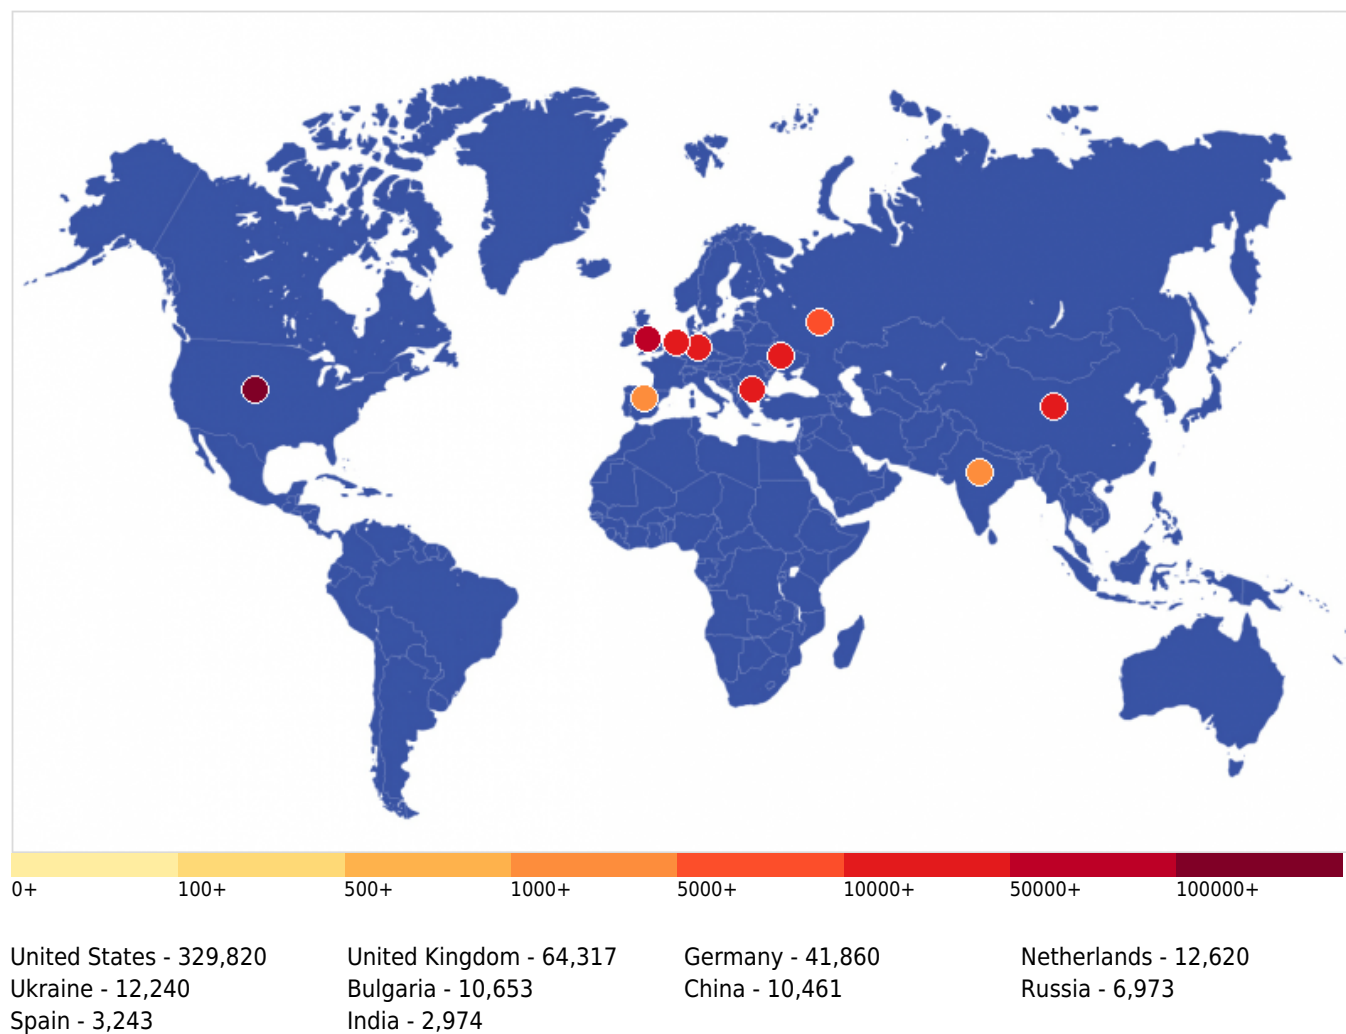 0+ 100+ 500+ 1000+ 5000+ 10000+ 50000+ 100000+
United States - 329,820 United Kingdom - 64,317 Germany - 41,860 Netherlands - 12,620
Ukraine - 12,240 Bulgaria - 10,653 China - 10,461 Russia - 6,973
Spain - 3,243 India - 2,974